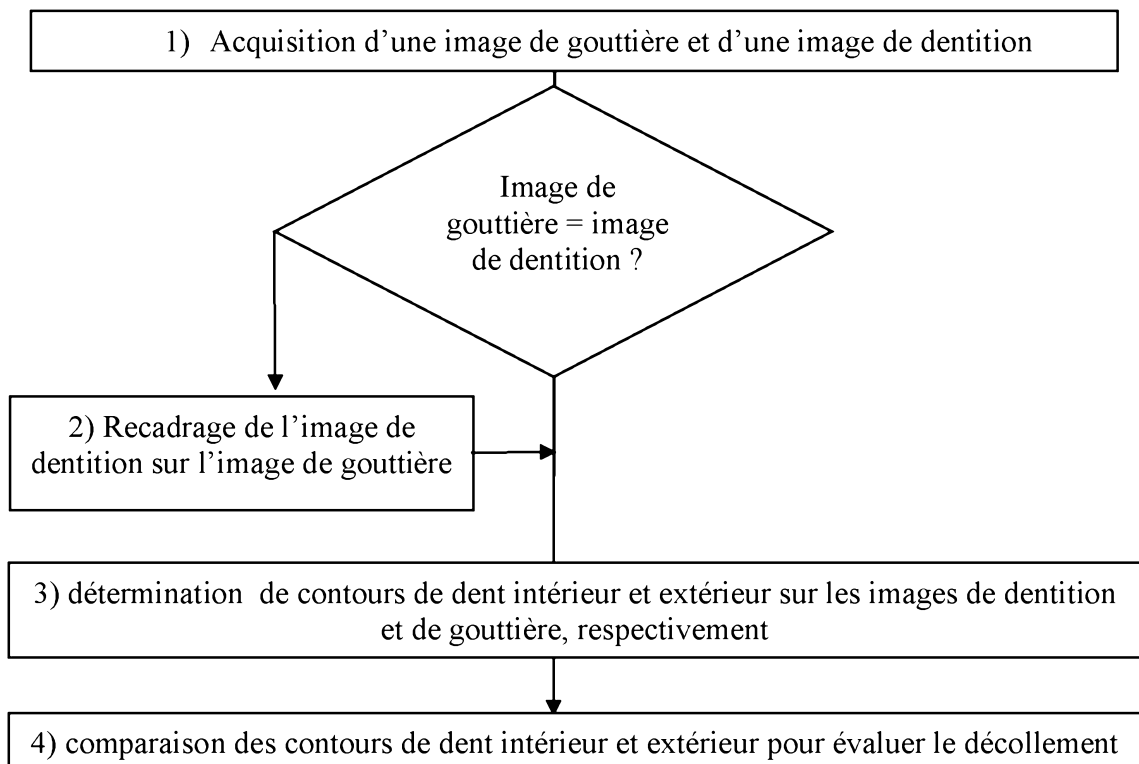 1) Acquisition d’une image de gouttière et d’une image de dentition
Image de
gouttière = image
de dentition ?
2) Recadrage de l’image de
dentition sur l’image de gouttière
3) détermination de contours de dent intérieur et extérieur sur les images de dentition
et de gouttière, respectivement
4) comparaison des contours de dent intérieur et extérieur pour évaluer le décollement